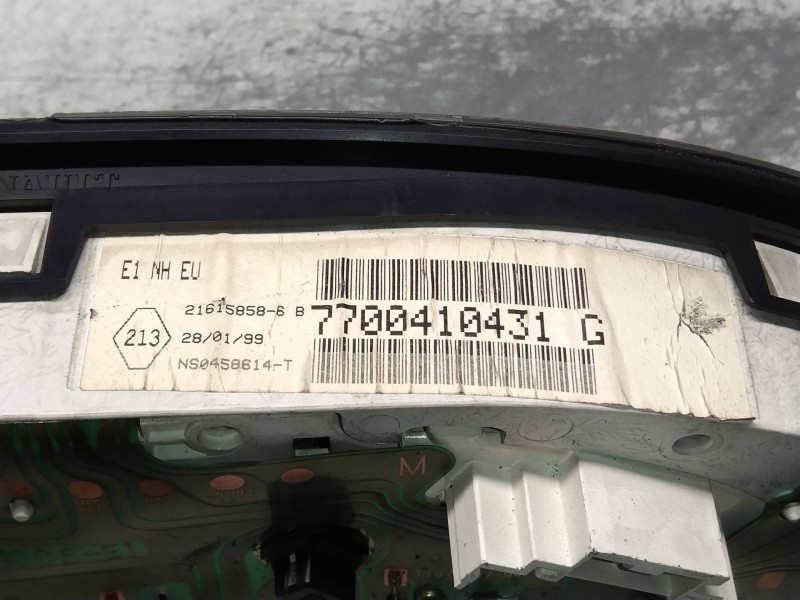 E1 NH EU
21615858-6 B
7700410431 G
213
28/01/99
NS0458614-T
M